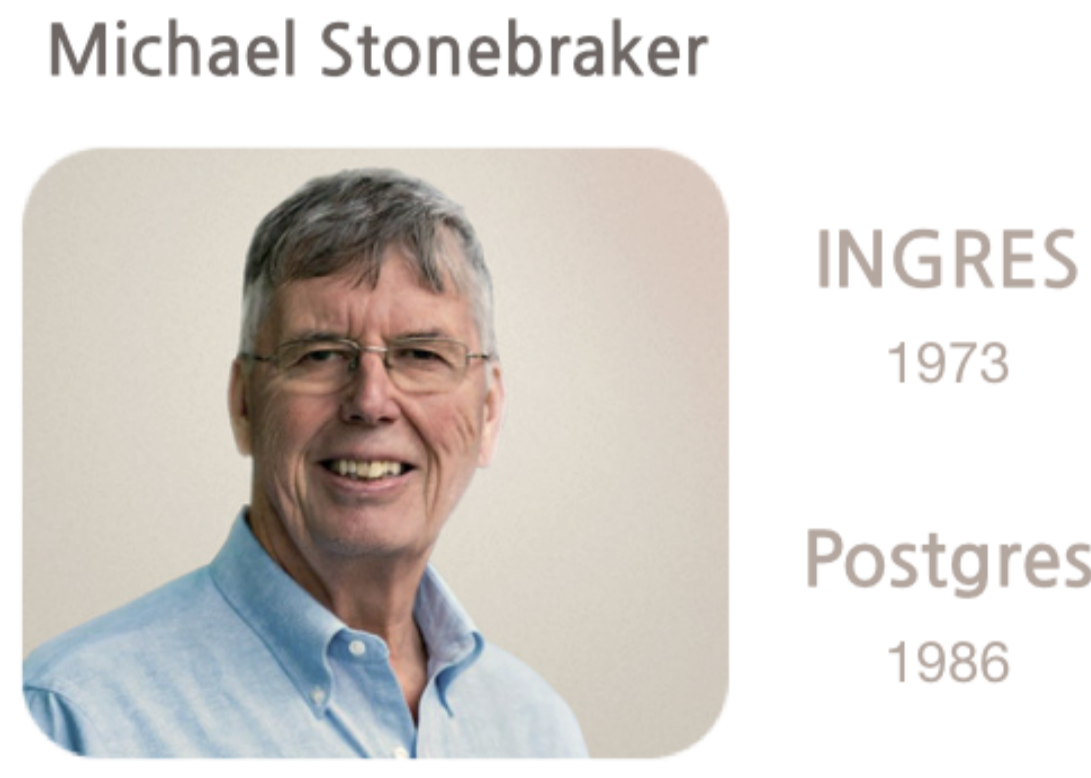 Michael Stonebraker
INGRES
1973
Postgres
1986